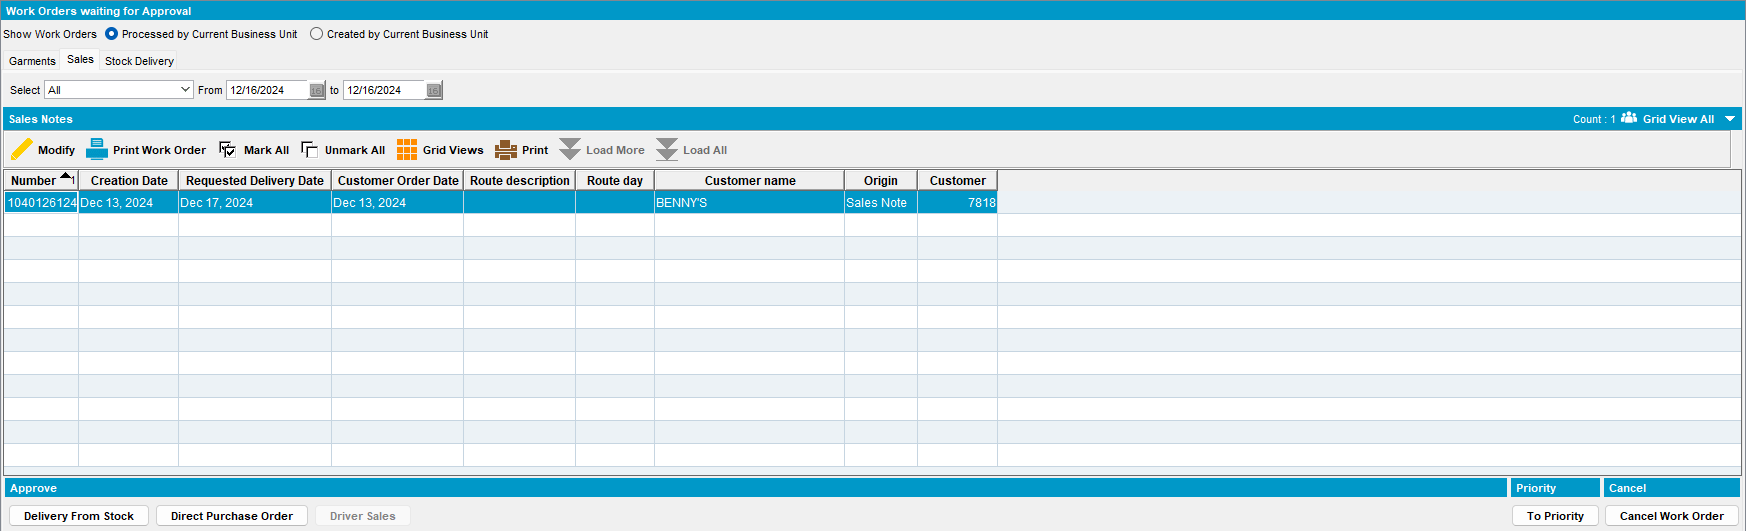 Work Orders waiting for Approval
Show Work Orders Processed by Current Business Unit Created by Current Business Unit
Garments Sales Stock Delivery
Select All From 12/16/2024 16 to 12/16/2024 16
Sales Notes Count : 1 Grid View All
Modify Print Work Order Mark All Unmark All Grid Views Print Load More Load All
Number 1 Creation Date Requested Delivery Date Customer Order Date Route description Route day Customer name Origin Customer
1040126124 Dec 13, 2024 Dec 17, 2024 Dec 13, 2024 BENNY'S Sales Note 7818
Approve Priority Cancel
Delivery From Stock Direct Purchase Order Driver Sales To Priority Cancel Work Order